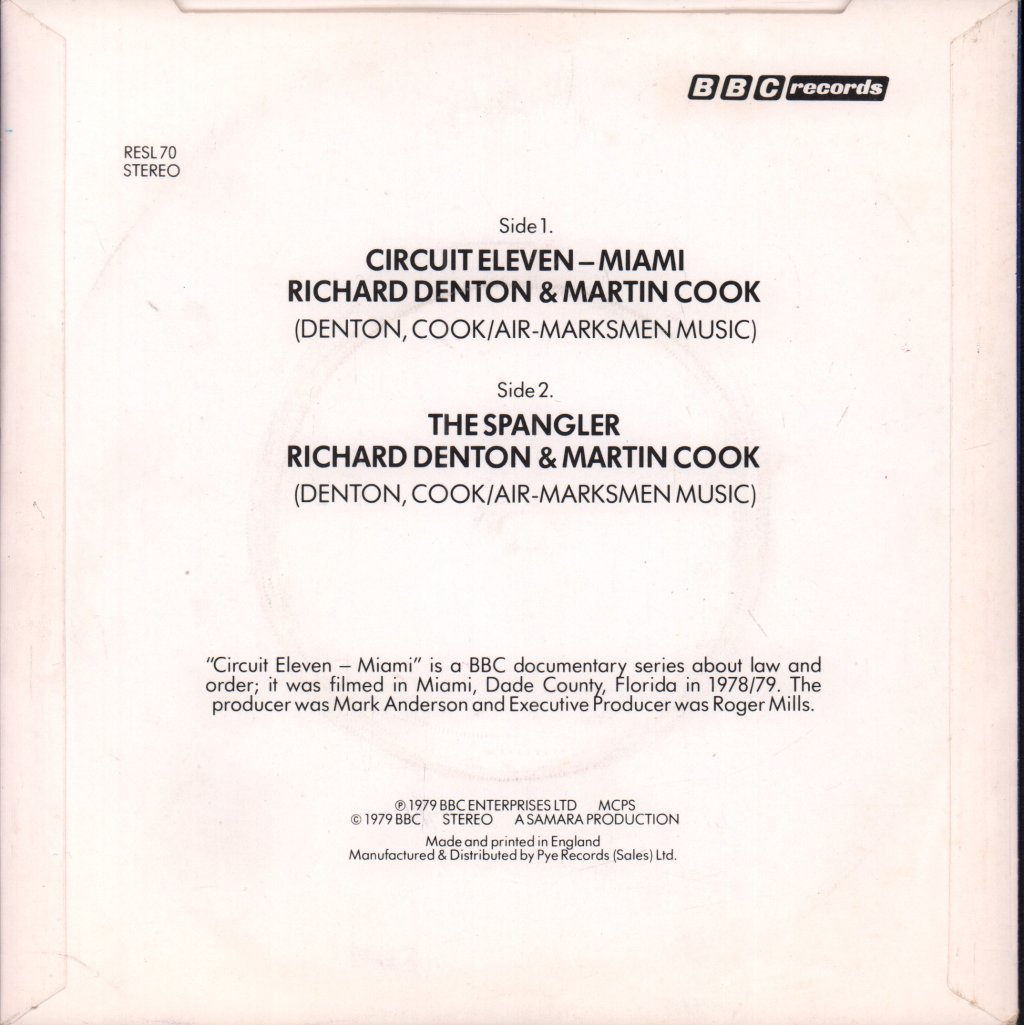 BBC records
RESL 70
STEREO
Side 1.
CIRCUIT ELEVEN – MIAMI
RICHARD DENTON & MARTIN COOK
(DENTON, COOK/AIR-MARKSMEN MUSIC)
Side 2.
THE SPANGLER
RICHARD DENTON & MARTIN COOK
(DENTON, COOK/AIR-MARKSMEN MUSIC)
“Circuit Eleven – Miami” is a BBC documentary series about law and
order; it was filmed in Miami, Dade County, Florida in 1978/79. The
producer was Mark Anderson and Executive Producer was Roger Mills.
℗ 1979 BBC ENTERPRISES LTD MCPS
© 1979 BBC STEREO A SAMARA PRODUCTION
Made and printed in England
Manufactured & Distributed by Pye Records (Sales) Ltd.